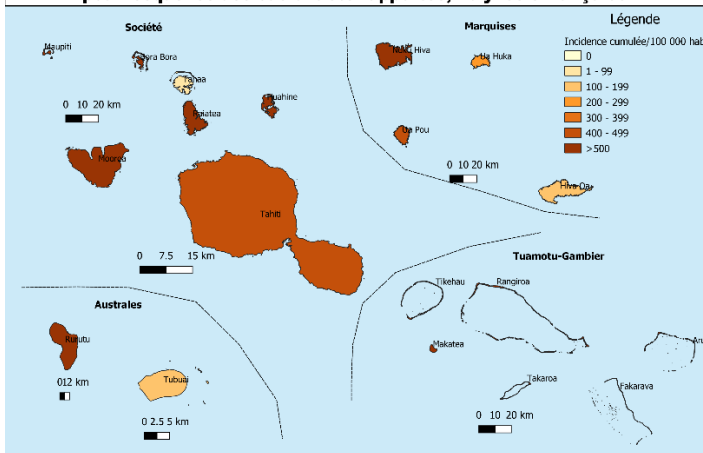 Société
Maupiti
Bora Bora
Tahaa
Huahine
Raiatea
0 10 20 km
Moorea
Tahiti
0 7.5 15 km
Marquises
Nuku Hiva
Ua Huka
Ua Pou
0 10 20 km
Hiva Oa
Légende
Incidence cumulée/100 000 hab
0
1 - 99
100 - 199
200 - 299
300 - 399
400 - 499
>500
Australes
Rurutu
012 km
Tubuai
0 2.5 5 km
Tuamotu-Gambier
Tikehau
Rangiroa
Makatea
Aru
Takaroa
Fakarava
0 10 20 km